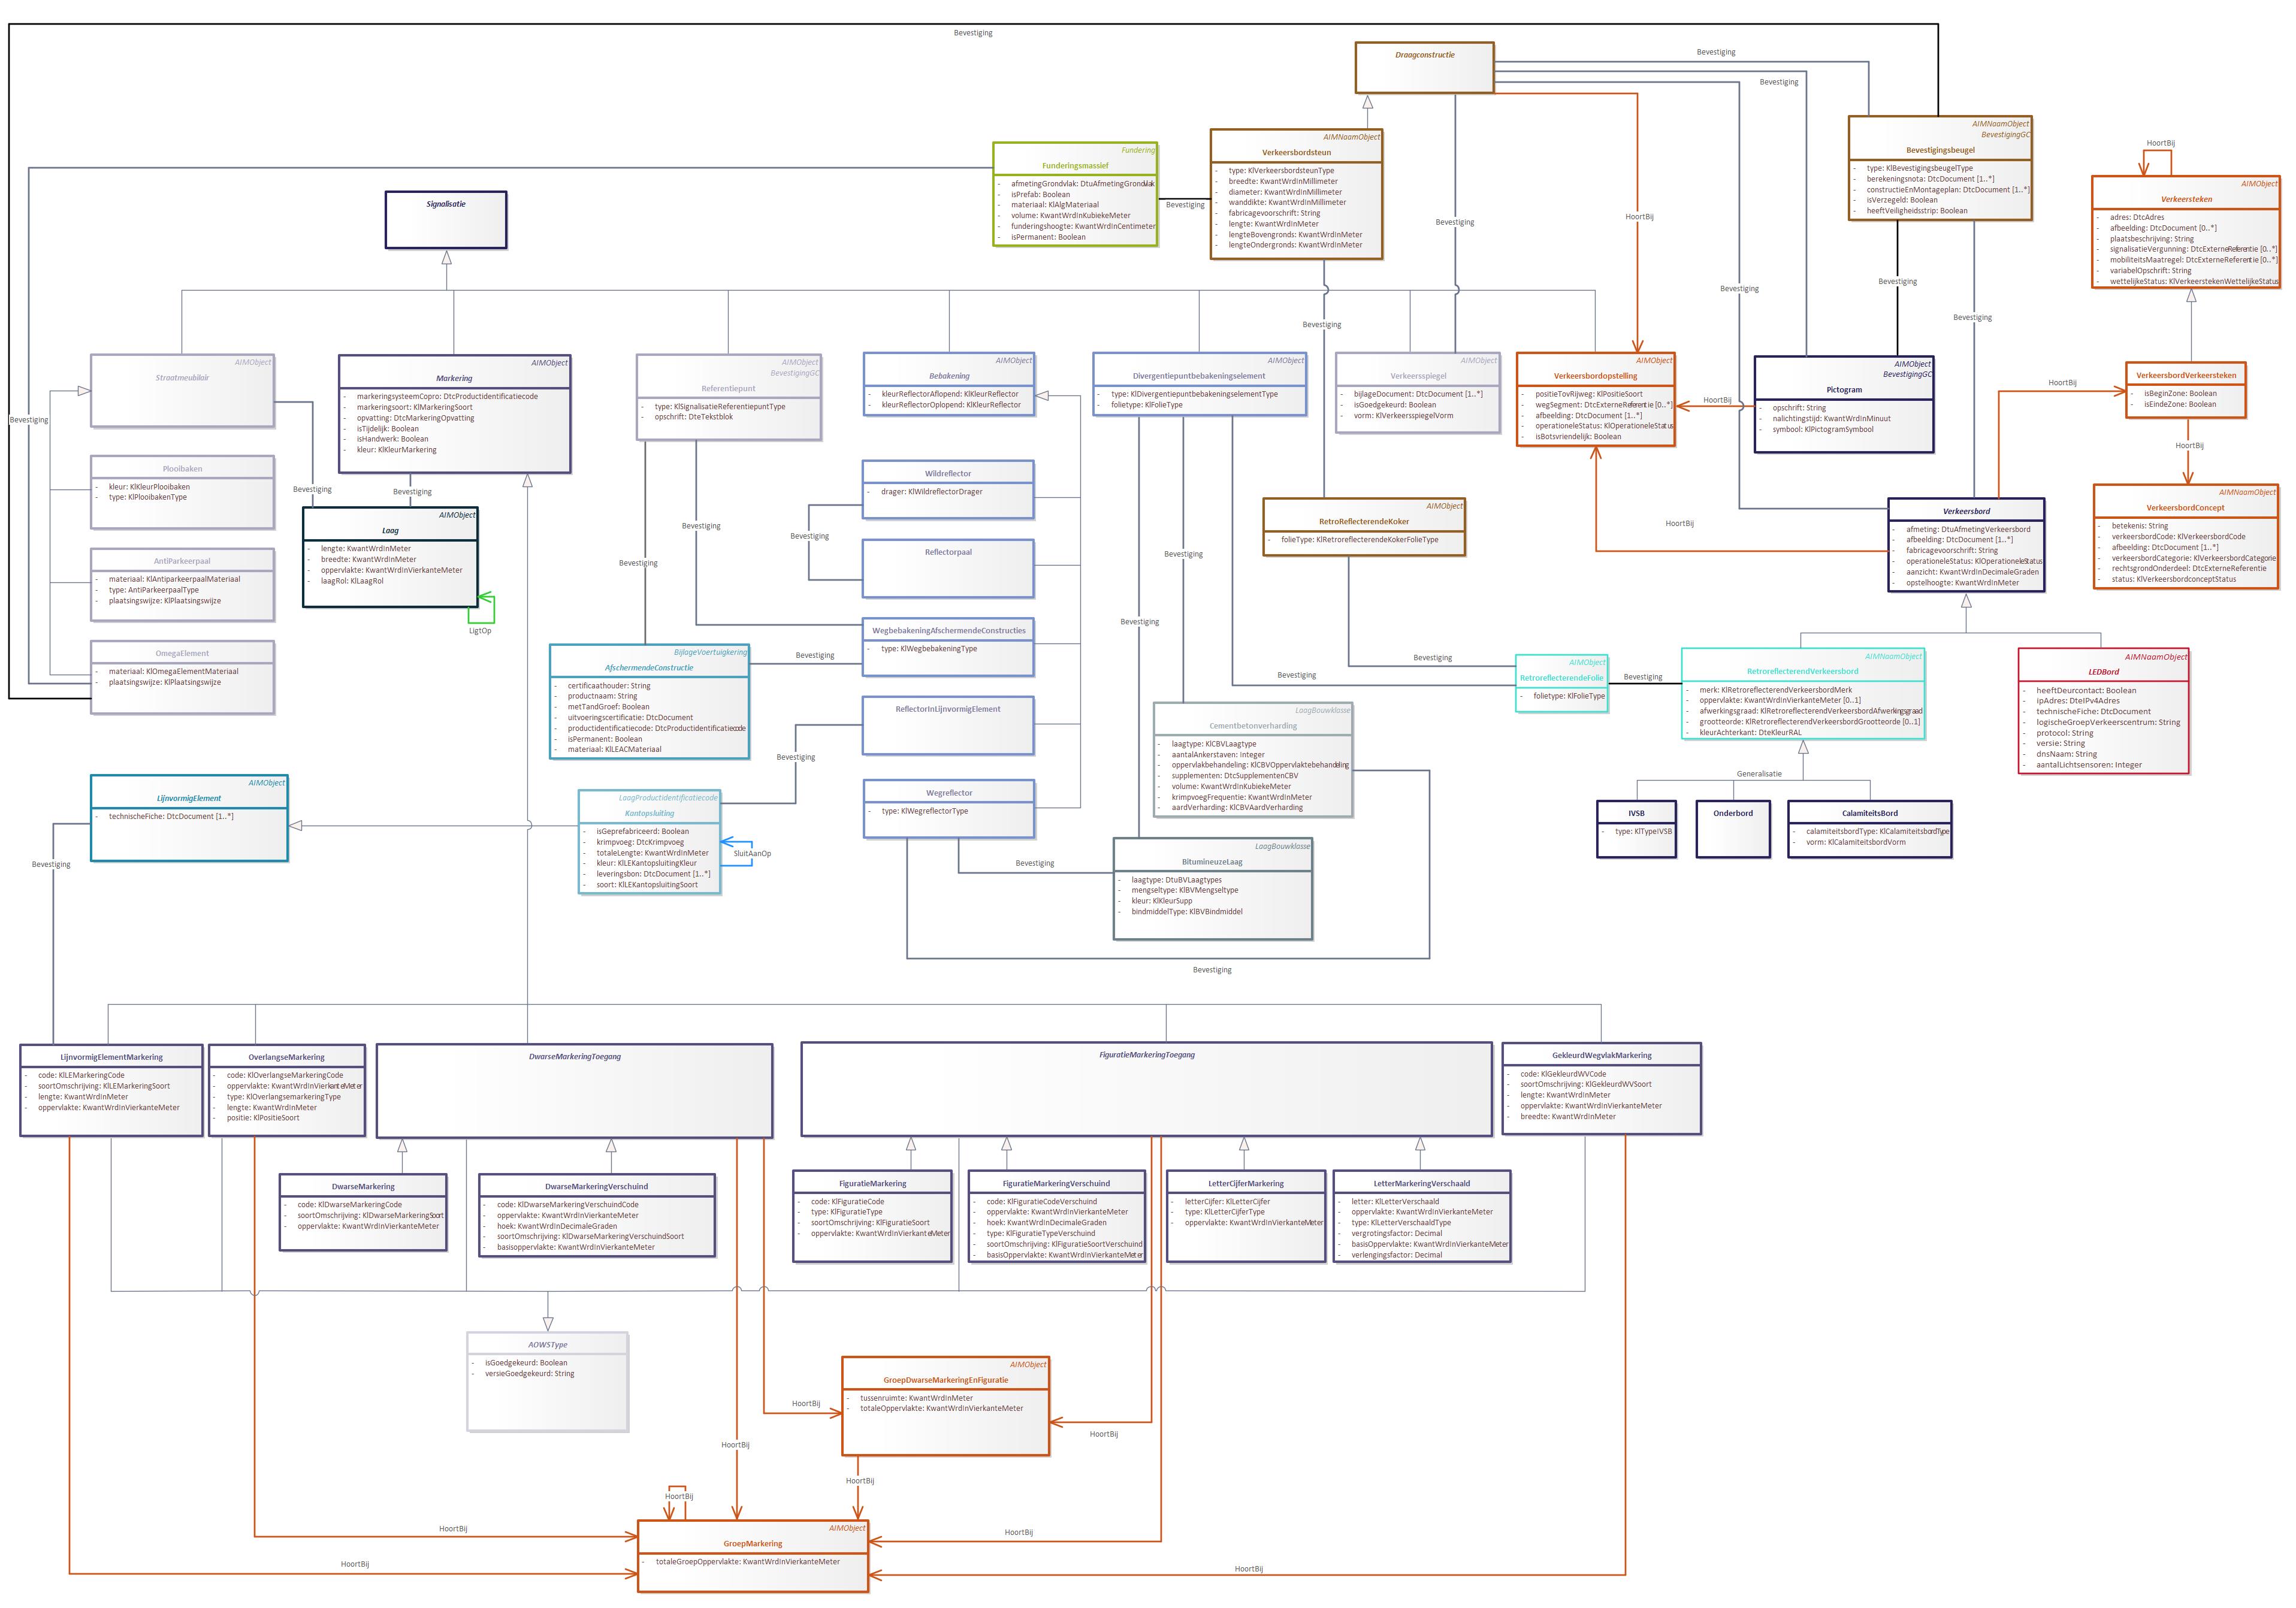 Bevestiging
Draagconstructie
Bevestiging
Bevestiging
AIMNaamObject
BevestigingGC
Bevestigingsbeugel
- type: KlBevestigingsbeugelType
- berekeningsnota: DtcDocument [1..*]
- constructieEnMontageplan: DtcDocument [1..*]
- isVerzegeld: Boolean
- heeftVeiligheidsstrip: Boolean
AIMNaamObject
Verkeersbordsteun
- type: KlVerkeersbordsteunType
- breedte: KwantWrdInMillimeter
- diameter: KwantWrdInMillimeter
- wanddikte: KwantWrdInMillimeter
- fabricagevoorschrift: String
- lengte: KwantWrdInMeter
- lengteBovengronds: KwantWrdInMeter
- lengteOndergronds: KwantWrdInMeter
Fundering
Funderingsmassief
- afmetingGrondvlak: DtuAfmetingGrondvlak
- isPrefab: Boolean
- materiaal: KlAlgMateriaal
- volume: KwantWrdInKubiekeMeter
- funderingshoogte: KwantWrdInCentimeter
- isPermanent: Boolean
Bevestiging
HoortBij
AIMObject
Verkeersteken
- adres: DtcAdres
- afbeelding: DtcDocument [0..*]
- plaatsbeschrijving: String
- signalisatieVergunning: DtcExterneReferentie [0..*]
- mobiliteitsMaatregel: DtcExterneReferentie [0..*]
- variabelOpschrift: String
- wettelijkeStatus: KlVerkeerstekenWettelijkeStatus
Signalisatie
Bevestiging
HoortBij
Bevestiging
Bevestiging
Bevestiging
Bevestiging
AIMObject
Straatmeubilair
AIMObject
Markering
- markeringsysteemCopro: DtcProductidentificatiecode
- markeringsoort: KlMarkeringSoort
- opvatting: DtcMarkeringOpvatting
- isTijdelijk: Boolean
- isHandwerk: Boolean
- kleur: KlKleurMarkering
AIMObject
BevestigingGC
Referentiepunt
- type: KlSignalisatieReferentiepuntType
- opschrift: DteTekstblok
AIMObject
Bebakening
- kleurReflectorAflopend: KlKleurReflector
- kleurReflectorOplopend: KlKleurReflector
AIMObject
Divergentiepuntbebakeningselement
- type: KlDivergentiepuntbebakeningselementType
- folietype: KlFolieType
AIMObject
Verkeersspiegel
- bijlageDocument: DtcDocument [1..*]
- isGoedgekeurd: Boolean
- vorm: KlVerkeersspiegelVorm
AIMObject
Verkeersbordopstelling
- positieTovRijweg: KlPositieSoort
- wegSegment: DtcExterneReferentie [0..*]
- afbeelding: DtcDocument [1..*]
- operationeleStatus: KlOperationeleStatus
- isBotsvriendelijk: Boolean
HoortBij
AIMObject
BevestigingGC
Pictogram
- opschrift: String
- nalichtingstijd: KwantWrdInMinuut
- symbool: KlPictogramSymbool
HoortBij
VerkeersbordVerkeersteken
- isBeginZone: Boolean
- isEindeZone: Boolean
HoortBij
AIMNaamObject
VerkeersbordConcept
- betekenis: String
- verkeersbordCode: KlVerkeersbordCode
- afbeelding: DtcDocument [1..*]
- verkeersbordCategorie: KlVerkeersbordCategorie
- rechtsgrondOnderdeel: DtcExterneReferentie
- status: KlVerkeersbordconceptStatus
Bevestiging
Plooibaken
- kleur: KlKleurPlooibaken
- type: KlPlooibakenType
AntiParkeerpaal
- materiaal: KlAntiparkeerpaalMateriaal
- type: AntiParkeerpaalType
- plaatsingswijze: KlPlaatsingswijze
OmegaElement
- materiaal: KlOmegaElementMateriaal
- plaatsingswijze: KlPlaatsingswijze
Bevestiging
Bevestiging
AIMObject
Laag
- lengte: KwantWrdInMeter
- breedte: KwantWrdInMeter
- oppervlakte: KwantWrdInVierkanteMeter
- laagRol: KlLaagRol
LigtOp
Bevestiging
Bevestiging
Wildreflector
- drager: KlWildreflectorDrager
Bevestiging
Reflectorpaal
WegbebakeningAfschermendeConstructies
- type: KlWegbebakeningType
Bevestiging
BijlageVoertuigkering
AfschermendeConstructie
- certificaathouder: String
- productnaam: String
- metTandGroef: Boolean
- uitvoeringscertificatie: DtcDocument
- productidentificatiecode: DtcProductidentificatiecode
- isPermanent: Boolean
- materiaal: KlLEACMateriaal
ReflectorInLijnvormigElement
Bevestiging
Wegreflector
- type: KlWegreflectorType
Bevestiging
Bevestiging
AIMObject
RetroReflecterendeKoker
- folieType: KlRetroreflecterendeKokerFolieType
HoortBij
Verkeersbord
- afmeting: DtuAfmetingVerkeersbord
- afbeelding: DtcDocument [1..*]
- fabricagevoorschrift: String
- operationeleStatus: KlOperationeleStatus
- aanzicht: KwantWrdInDecimaleGraden
- opstelhoogte: KwantWrdInMeter
Bevestiging
Bevestiging
AIMObject
RetroreflecterendeFolie
- folietype: KlFolieType
Bevestiging
AIMNaamObject
RetroreflecterendVerkeersbord
- merk: KlRetroreflecterendVerkeersbordMerk
- oppervlakte: KwantWrdInVierkanteMeter [0..1]
- afwerkingsgraad: KlRetroreflecterendVerkeersbordAfwerkingsgraad
- grootteorde: KlRetroreflecterendVerkeersbordGrootteorde [0..1]
- kleurAchterkant: DteKleurRAL
AIMNaamObject
LEDBord
- heeftDeurcontact: Boolean
- ipAdres: DteIPv4Adres
- technischeFiche: DtcDocument
- logischeGroepVerkeerscentrum: String
- protocol: String
- versie: String
- dnsNaam: String
- aantalLichtsensoren: Integer
Generalisatie
IVSB
- type: KlTypeIVSB
Onderbord
CalamiteitsBord
- calamiteitsbordType: KlCalamiteitsbordType
- vorm: KlCalamiteitsbordVorm
LaagBouwklasse
Cementbetonverharding
- laagtype: KlCBVLaagtype
- aantalAnkerstaven: Integer
- oppervlakbehandeling: KlCBVOppervlaktebehandeling
- supplementen: DtcSupplementenCBV
- volume: KwantWrdInKubiekeMeter
- krimpvoegFrequentie: KwantWrdInMeter
- aardVerharding: KlCBVAardVerharding
AIMObject
LijnvormigElement
- technischeFiche: DtcDocument [1..*]
Bevestiging
LaagProductidentificatiecode
Kantopsluiting
- isGeprefabriceerd: Boolean
- krimpvoeg: DtcKrimpvoeg
- totaleLengte: KwantWrdInMeter
- kleur: KlLEKantopsluitingKleur
- leveringsbon: DtcDocument [1..*]
- soort: KlLEKantopsluitingSoort
SluitAanOp
Bevestiging
LaagBouwklasse
BitumineuzeLaag
- laagtype: DtuBVLaagtypes
- mengseltype: KlBVMengseltype
- kleur: KlKleurSupp
- bindmiddelType: KlBVBindmiddel
Bevestiging
LijnvormigElementMarkering
- code: KlLEMarkeringCode
- soortOmschrijving: KlLEMarkeringSoort
- lengte: KwantWrdInMeter
- oppervlakte: KwantWrdInVierkanteMeter
OverlangseMarkering
- code: KlOverlangseMarkeringCode
- oppervlakte: KwantWrdInVierkanteMeter
- type: KlOverlangsemarkeringType
- lengte: KwantWrdInMeter
- positie: KlPositieSoort
DwarseMarkeringToegang
FiguratieMarkeringToegang
GekleurdWegvlakMarkering
- code: KlGekleurdWVCode
- soortOmschrijving: KlGekleurdWVSoort
- lengte: KwantWrdInMeter
- oppervlakte: KwantWrdInVierkanteMeter
- breedte: KwantWrdInMeter
DwarseMarkering
- code: KlDwarseMarkeringCode
- soortOmschrijving: KlDwarseMarkeringSoort
- oppervlakte: KwantWrdInVierkanteMeter
DwarseMarkeringVerschuind
- code: KlDwarseMarkeringVerschuindCode
- oppervlakte: KwantWrdInVierkanteMeter
- hoek: KwantWrdInDecimaleGraden
- soortOmschrijving: KlDwarseMarkeringVerschuindSoort
- basisoppervlakte: KwantWrdInVierkanteMeter
FiguratieMarkering
- code: KlFiguratieCode
- type: KlFiguratieType
- soortOmschrijving: KlFiguratieSoort
- oppervlakte: KwantWrdInVierkanteMeter
FiguratieMarkeringVerschuind
- code: KlFiguratieCodeVerschuind
- oppervlakte: KwantWrdInVierkanteMeter
- hoek: KwantWrdInDecimaleGraden
- type: KlFiguratieTypeVerschuind
- soortOmschrijving: KlFiguratieSoortVerschuind
- basisOppervlakte: KwantWrdInVierkanteMeter
LetterCijferMarkering
- letterCijfer: KlLetterCijfer
- type: KlLetterCijferType
- oppervlakte: KwantWrdInVierkanteMeter
LetterMarkeringVerschaald
- letter: KlLetterVerschaald
- oppervlakte: KwantWrdInVierkanteMeter
- type: KlLetterVerschaaldType
- vergrotingsfactor: Decimal
- basisOppervlakte: KwantWrdInVierkanteMeter
- verlengingsfactor: Decimal
AOWSType
- isGoedgekeurd: Boolean
- versieGoedgekeurd: String
AIMObject
GroepDwarseMarkeringEnFiguratie
- tussenruimte: KwantWrdInMeter
- totaleOppervlakte: KwantWrdInVierkanteMeter
HoortBij
HoortBij
HoortBij
HoortBij
HoortBij
HoortBij
HoortBij
AIMObject
GroepMarkering
- totaleGroepOppervlakte: KwantWrdInVierkanteMeter
HoortBij
HoortBij